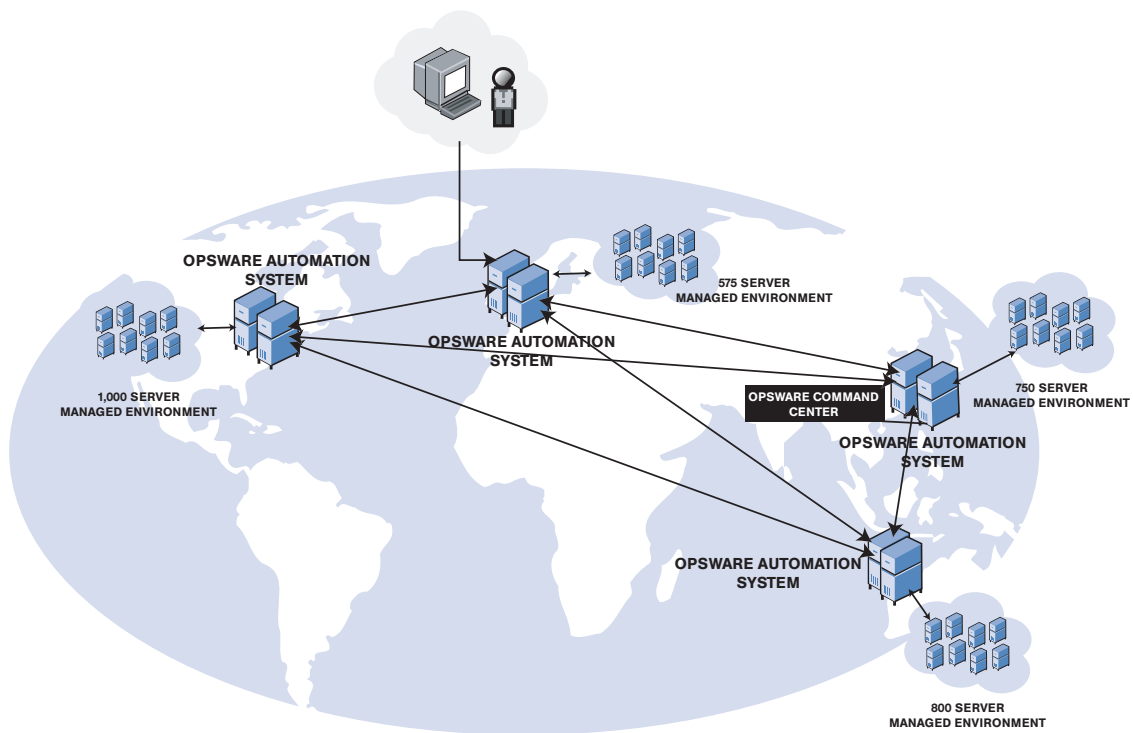 OPSWARE AUTOMATION
SYSTEM
575 SERVER
MANAGED ENVIRONMENT
OPSWARE AUTOMATION
SYSTEM
1,000 SERVER
MANAGED ENVIRONMENT
OPSWARE COMMAND
CENTER
750 SERVER
MANAGED ENVIRONMENT
OPSWARE AUTOMATION
SYSTEM
OPSWARE AUTOMATION
SYSTEM
800 SERVER
MANAGED ENVIRONMENT